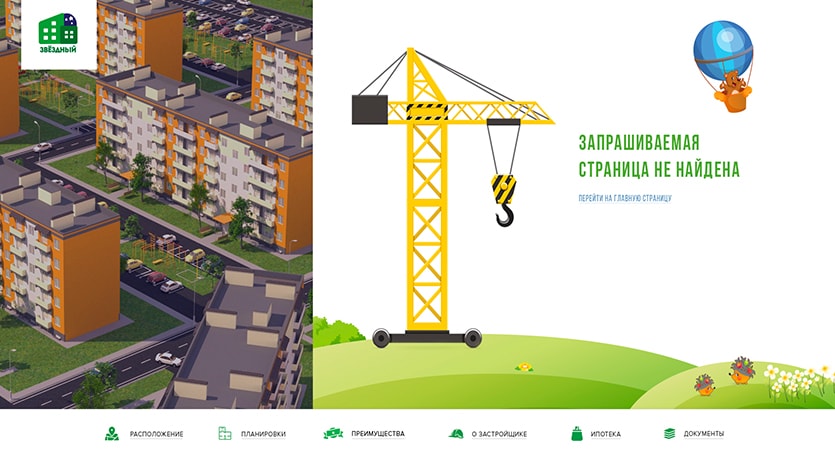 ЗВЁЗДНЫЙ
ЗАПРАШИВАЕМАЯ
СТРАНИЦА НЕ НАЙДЕНА
ПЕРЕЙТИ НА ГЛАВНУЮ СТРАНИЦУ
РАСПОЛОЖЕНИЕ ПЛАНИРОВКИ ПРЕИМУЩЕСТВА О ЗАСТРОЙЩИКЕ ИПОТЕКА ДОКУМЕНТЫ